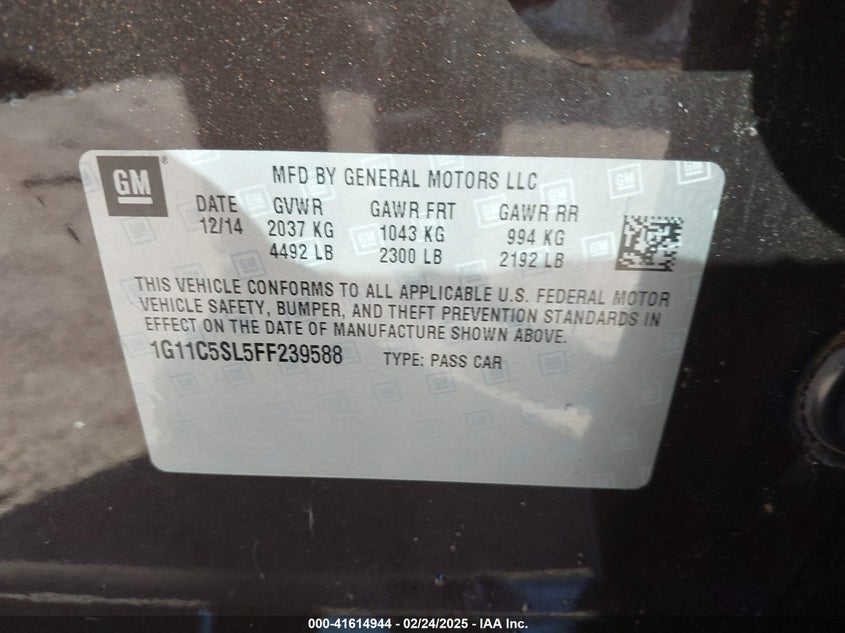 GM ®
MFD BY GENERAL MOTORS LLC
DATE GVWR GAWR FRT GAWR RR
12/14 2037 KG 1043 KG 994 KG
4492 LB 2300 LB 2192 LB
THIS VEHICLE CONFORMS TO ALL APPLICABLE U.S. FEDERAL MOTOR
VEHICLE SAFETY, BUMPER, AND THEFT PREVENTION STANDARDS IN
EFFECT ON THE DATE OF MANUFACTURE SHOWN ABOVE.
1G11C5SL5FF239588 TYPE: PASS CAR
000-41614944 / 02/24/2025 - IAA Inc.